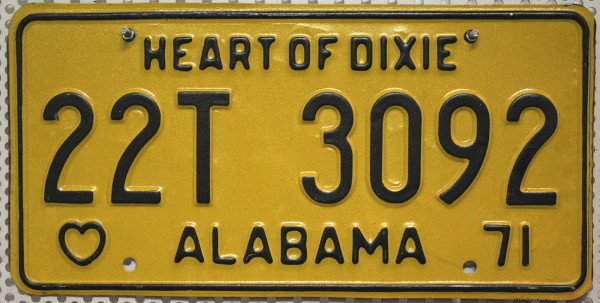 HEART OF DIXIE
22T 3092
ALABAMA 71